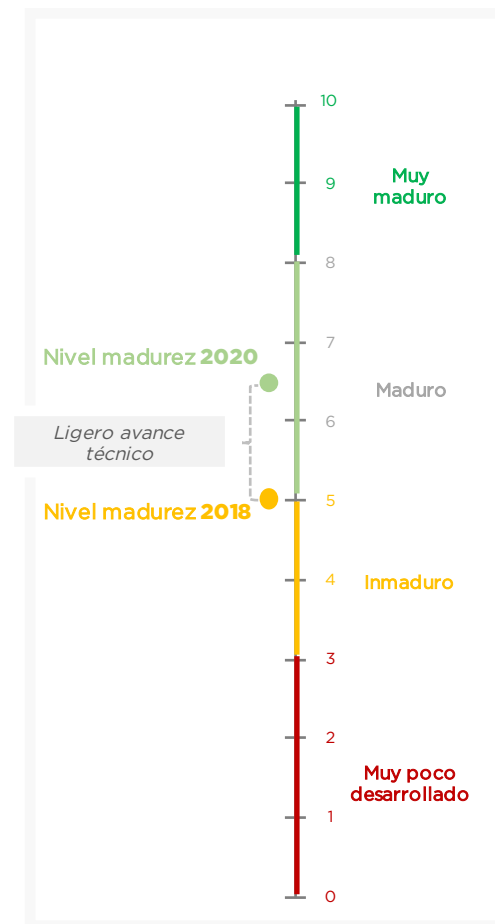 10
9
Muy
maduro
8
7
Nivel madurez 2020
Maduro
6
Ligero avance
técnico
5
Nivel madurez 2018
4
Inmaduro
3
2
Muy poco
desarrollado
1
0